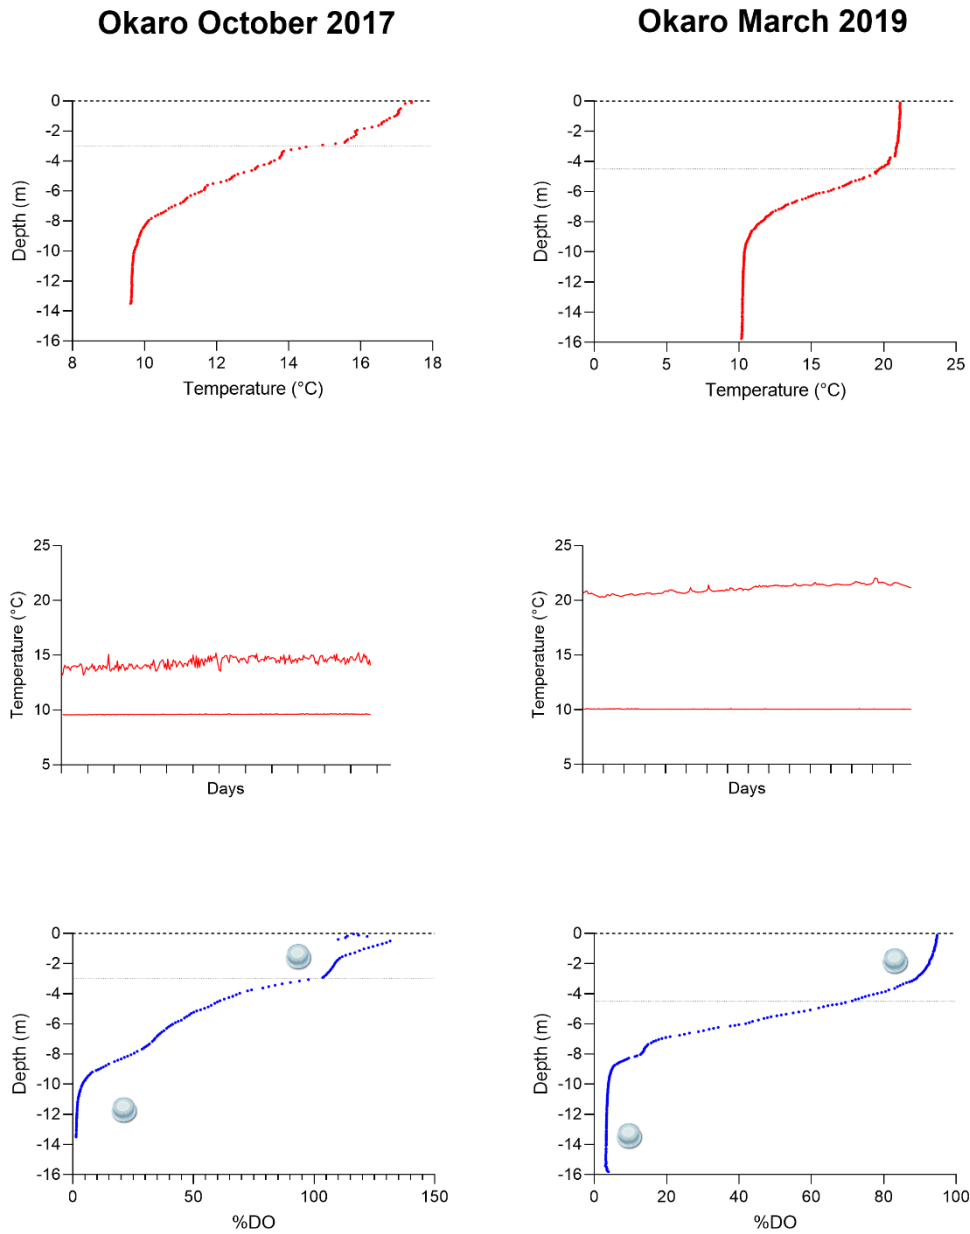 Okaro October 2017
Okaro March 2019
0
-2
-4
-6
-8
-10
-12
-14
-16
Depth (m)
8 10 12 14 16 18
Temperature (°C)
0
-2
-4
-6
-8
-10
-12
-14
-16
Depth (m)
0 5 10 15 20 25
Temperature (°C)
25
20
15
10
5
Temperature (°C)
Days
25
20
15
10
5
Temperature (°C)
Days
0
-2
-4
-6
-8
-10
-12
-14
-16
Depth (m)
0 50 100 150
%DO
0
-2
-4
-6
-8
-10
-12
-14
-16
Depth (m)
0 20 40 60 80 100
%DO